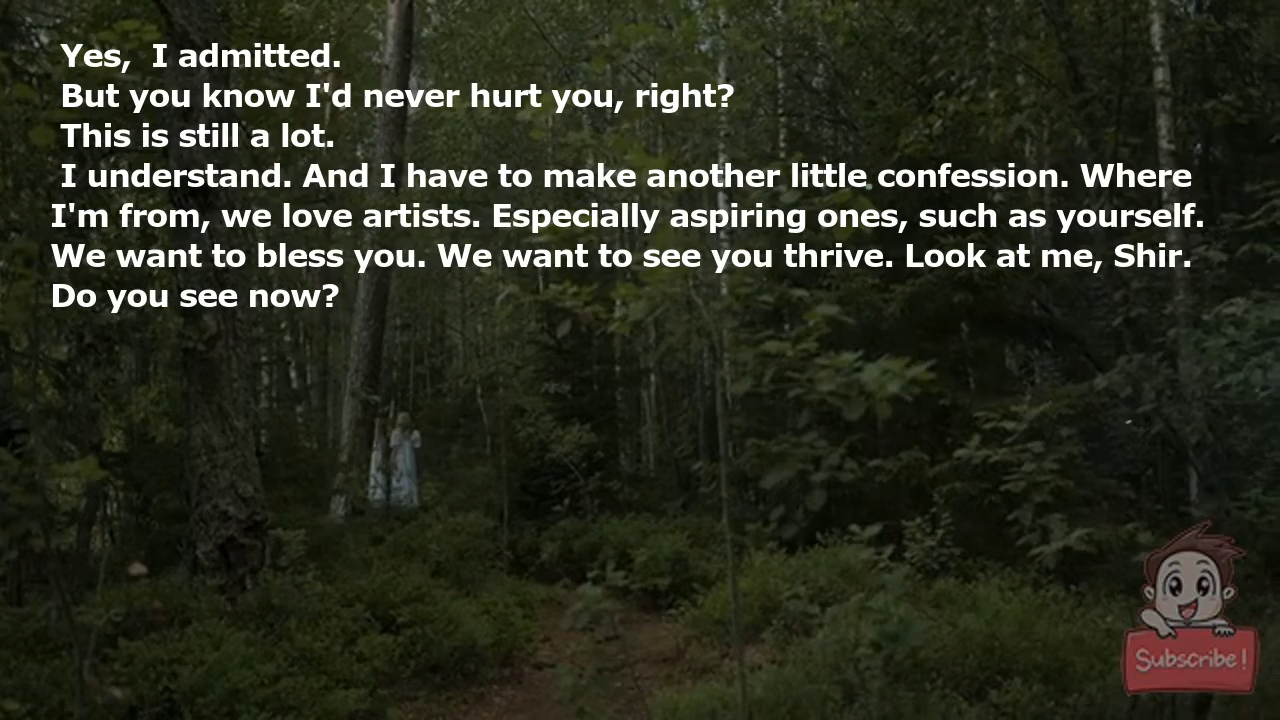 Yes,  I admitted.
But you know I'd never hurt you, right?
This is still a lot.
I understand. And I have to make another little confession. Where
I'm from, we love artists. Especially aspiring ones, such as yourself.
We want to bless you. We want to see you thrive. Look at me, Shir.
Do you see now?
Subscribe!